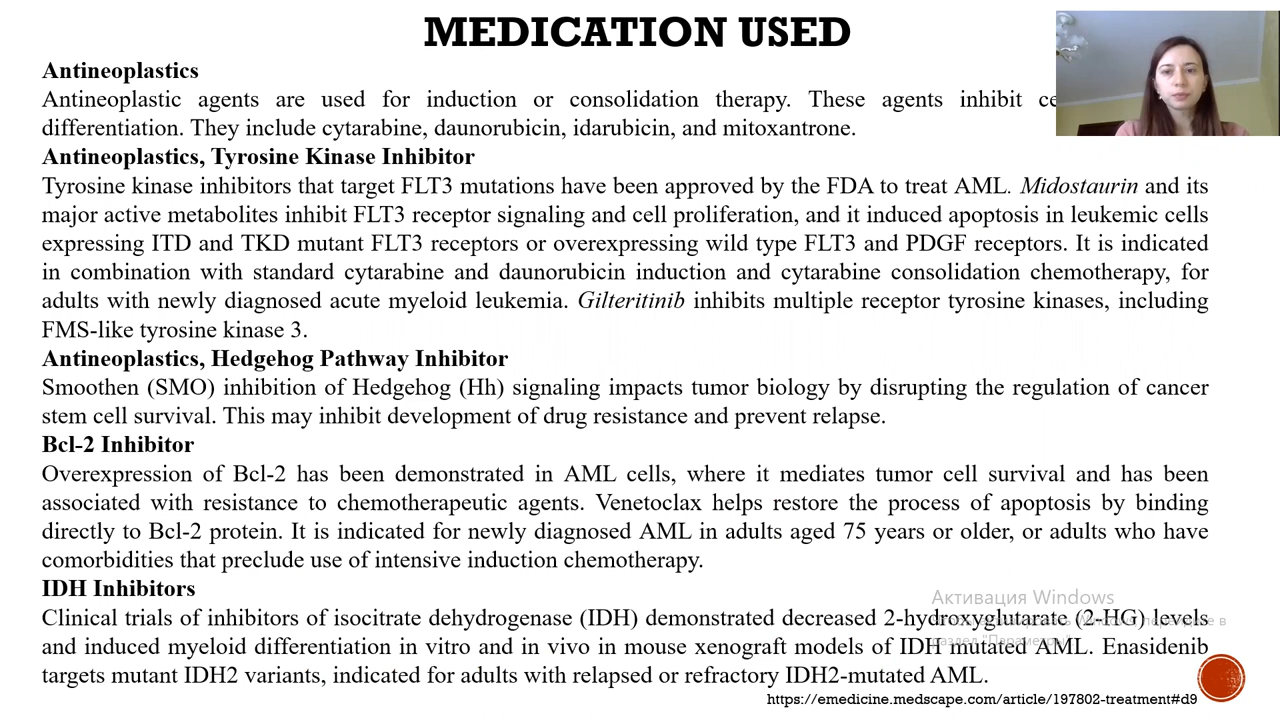 MEDICATION USED
Antineoplastics
Antineoplastic agents are used for induction or consolidation therapy. These agents inhibit
differentiation. They include cytarabine, daunorubicin, idarubicin, and mitoxantrone.
Antineoplastics, Tyrosine Kinase Inhibitor
Tyrosine kinase inhibitors that target FLT3 mutations have been approved by the FDA to treat AML. Midostaurin and its
major active metabolites inhibit FLT3 receptor signaling and cell proliferation, and it induced apoptosis in leukemic cells
expressing ITD and TKD mutant FLT3 receptors or overexpressing wild type FLT3 and PDGF receptors. It is indicated
in combination with standard cytarabine and daunorubicin induction and cytarabine consolidation chemotherapy, for
adults with newly diagnosed acute myeloid leukemia. Gilteritinib inhibits multiple receptor tyrosine kinases, including
FMS-like tyrosine kinase 3.
Antineoplastics, Hedgehog Pathway Inhibitor
Smoothen (SMO) inhibition of Hedgehog (Hh) signaling impacts tumor biology by disrupting the regulation of cancer
stem cell survival. This may inhibit development of drug resistance and prevent relapse.
Bcl-2 Inhibitor
Overexpression of Bcl-2 has been demonstrated in AML cells, where it mediates tumor cell survival and has been
associated with resistance to chemotherapeutic agents. Venetoclax helps restore the process of apoptosis by binding
directly to Bcl-2 protein. It is indicated for newly diagnosed AML in adults aged 75 years or older, or adults who have
comorbidities that preclude use of intensive induction chemotherapy.
IDH Inhibitors
Clinical trials of inhibitors of isocitrate dehydrogenase (IDH) demonstrated decreased 2-hydroxyglutarate (2-HG) levels
and induced myeloid differentiation in vitro and in vivo in mouse xenograft models of IDH mutated AML. Enasidenib
targets mutant IDH2 variants, indicated for adults with relapsed or refractory IDH2-mutated AML.
Активация Windows
раздел "Параметры".
https://emedicine.medscape.com/article/197802-treatment#d9